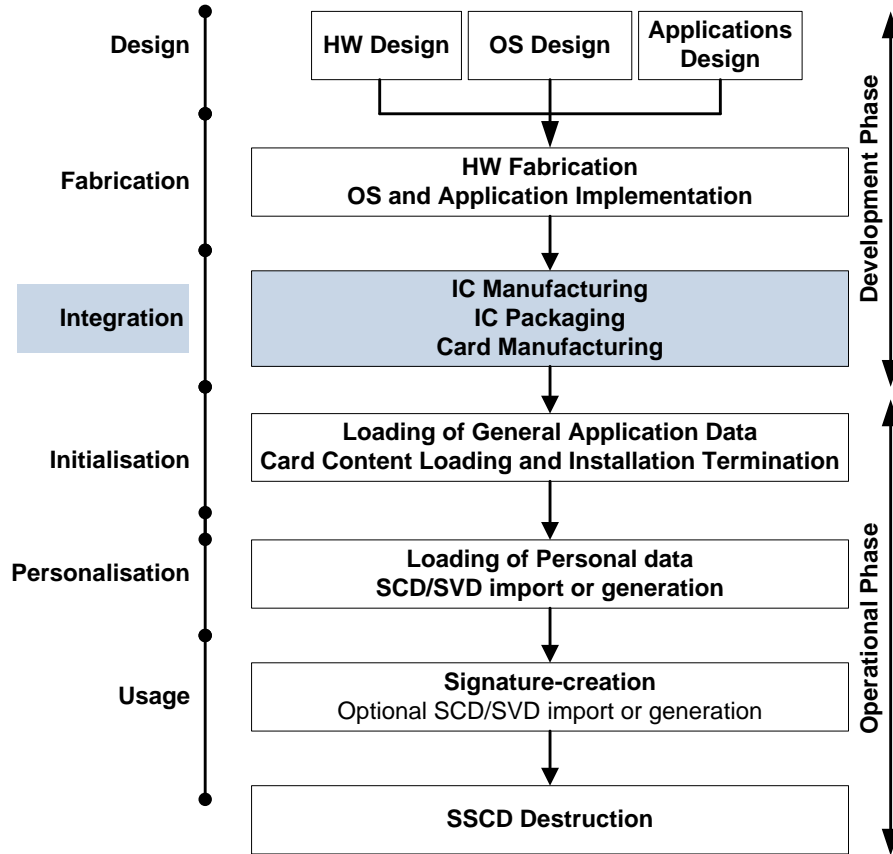 Design
HW Design
OS Design
Applications
Design
Fabrication
HW Fabrication
OS and Application Implementation
Development Phase
Integration
IC Manufacturing
IC Packaging
Card Manufacturing
Initialisation
Loading of General Application Data
Card Content Loading and Installation Termination
Personalisation
Loading of Personal data
SCD/SVD import or generation
Operational Phase
Usage
Signature-creation
Optional SCD/SVD import or generation
SSCD Destruction